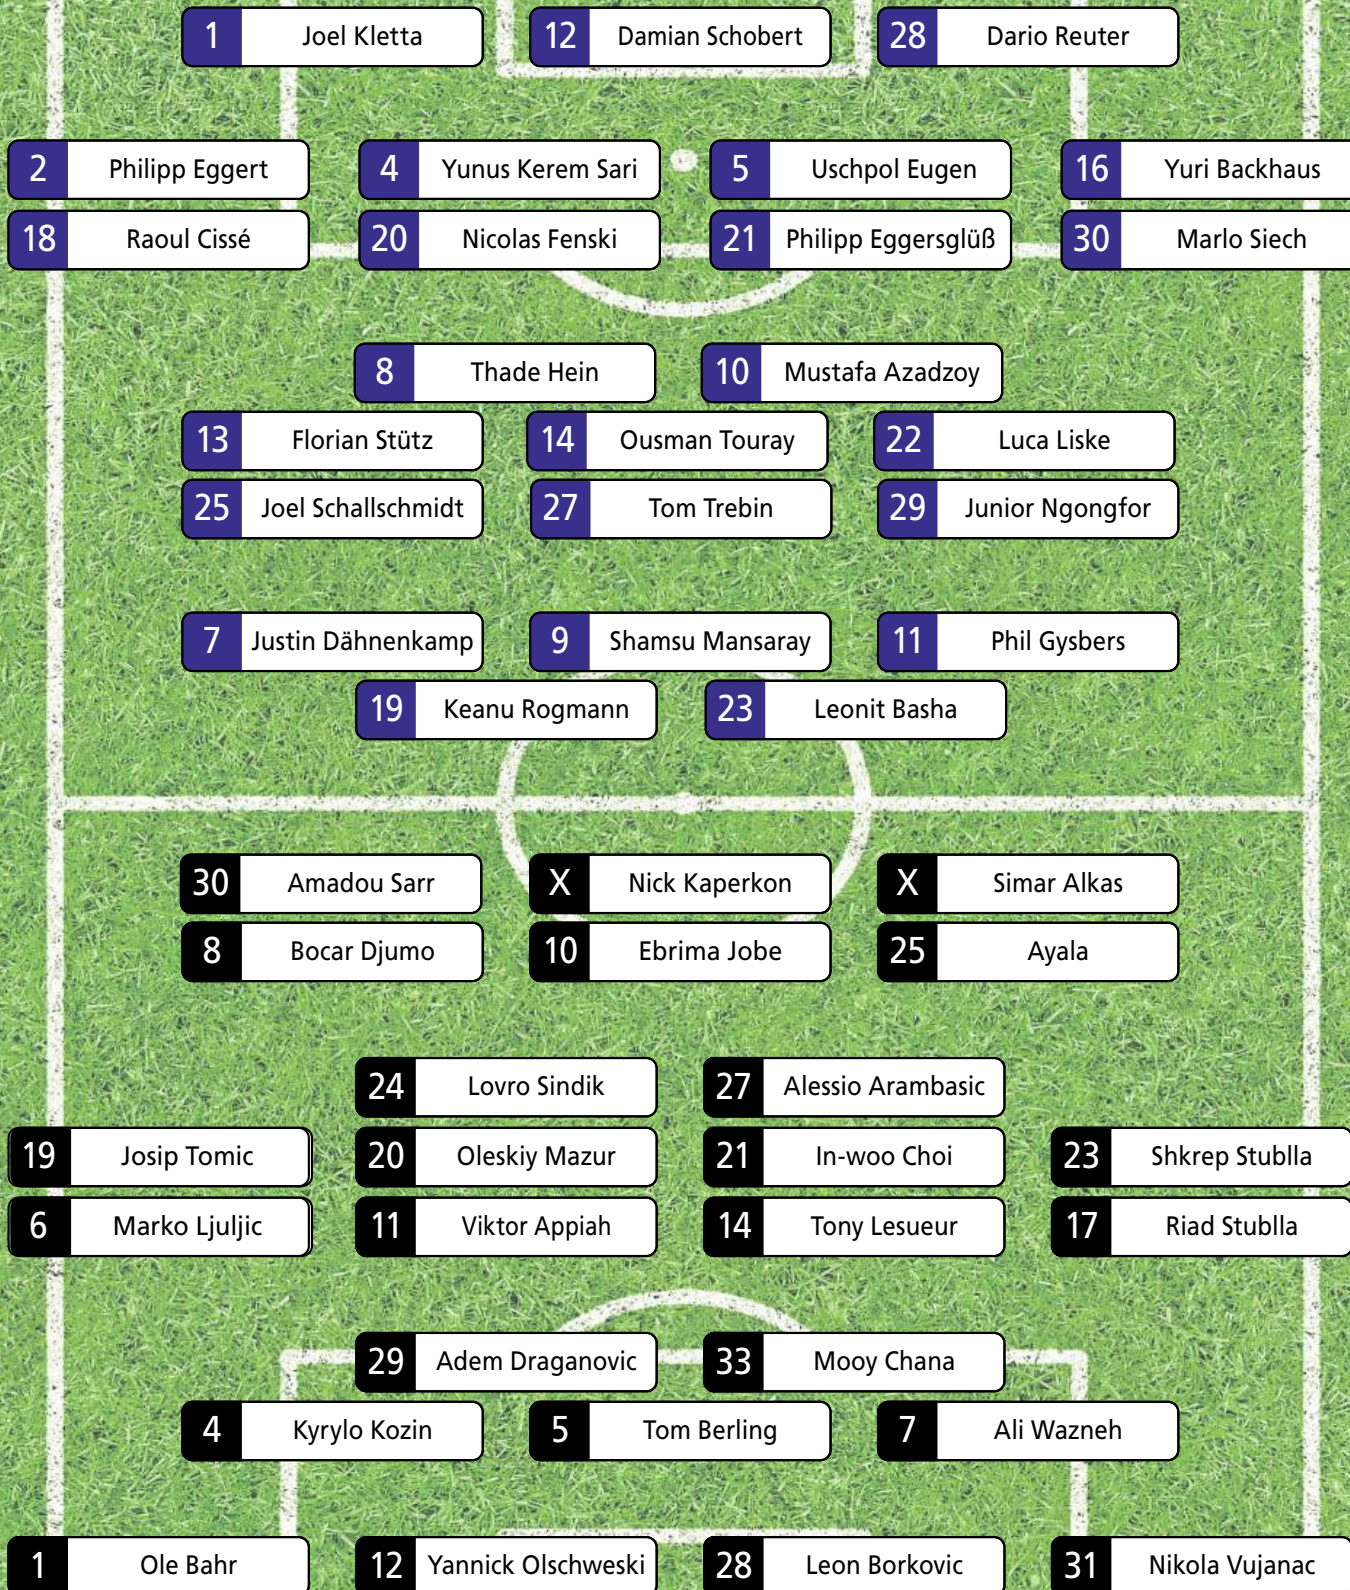 1 Joel Kletta 12 Damian Schobert 28 Dario Reuter
2 Philipp Eggert 4 Yunus Kerem Sari 5 Uschpol Eugen 16 Yuri Backhaus
18 Raoul Cissé 20 Nicolas Fenski 21 Philipp Eggersglüß 30 Marlo Siech
8 Thade Hein 10 Mustafa Azadzoy
13 Florian Stütz 14 Ousman Touray 22 Luca Liske
25 Joel Schallschmidt 27 Tom Trebin 29 Junior Ngongfor
7 Justin Dähnenkamp 9 Shamsu Mansaray 11 Phil Gysbers
19 Keanu Rogmann 23 Leonit Basha
30 Amadou Sarr X Nick Kaperkon X Simar Alkas
8 Bocar Djumo 10 Ebrima Jobe 25 Ayala
24 Lovro Sindik 27 Alessio Arambasic
19 Josip Tomic 20 Oleskiy Mazur 21 In-woo Choi 23 Shkrep Stublla
6 Marko Ljuljic 11 Viktor Appiah 14 Tony Lesueur 17 Riad Stublla
29 Adem Draganovic 33 Mooy Chana
4 Kyrylo Kozin 5 Tom Berling 7 Ali Wazneh
1 Ole Bahr 12 Yannick Olschweski 28 Leon Borkovic 31 Nikola Vujanac